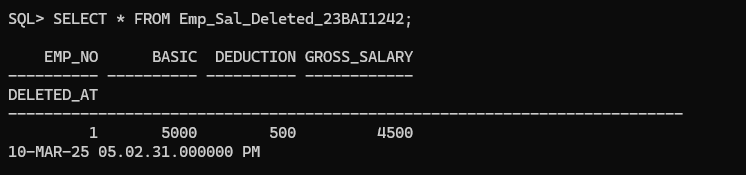 SQL> SELECT * FROM Emp_Sal_Deleted_23BAI1242;
    EMP_NO      BASIC  DEDUCTION GROSS_SALARY
---------- ---------- ---------- ------------
DELETED_AT
---------------------------------------------------------------------------
         1       5000        500         4500
10-MAR-25 05.02.31.000000 PM